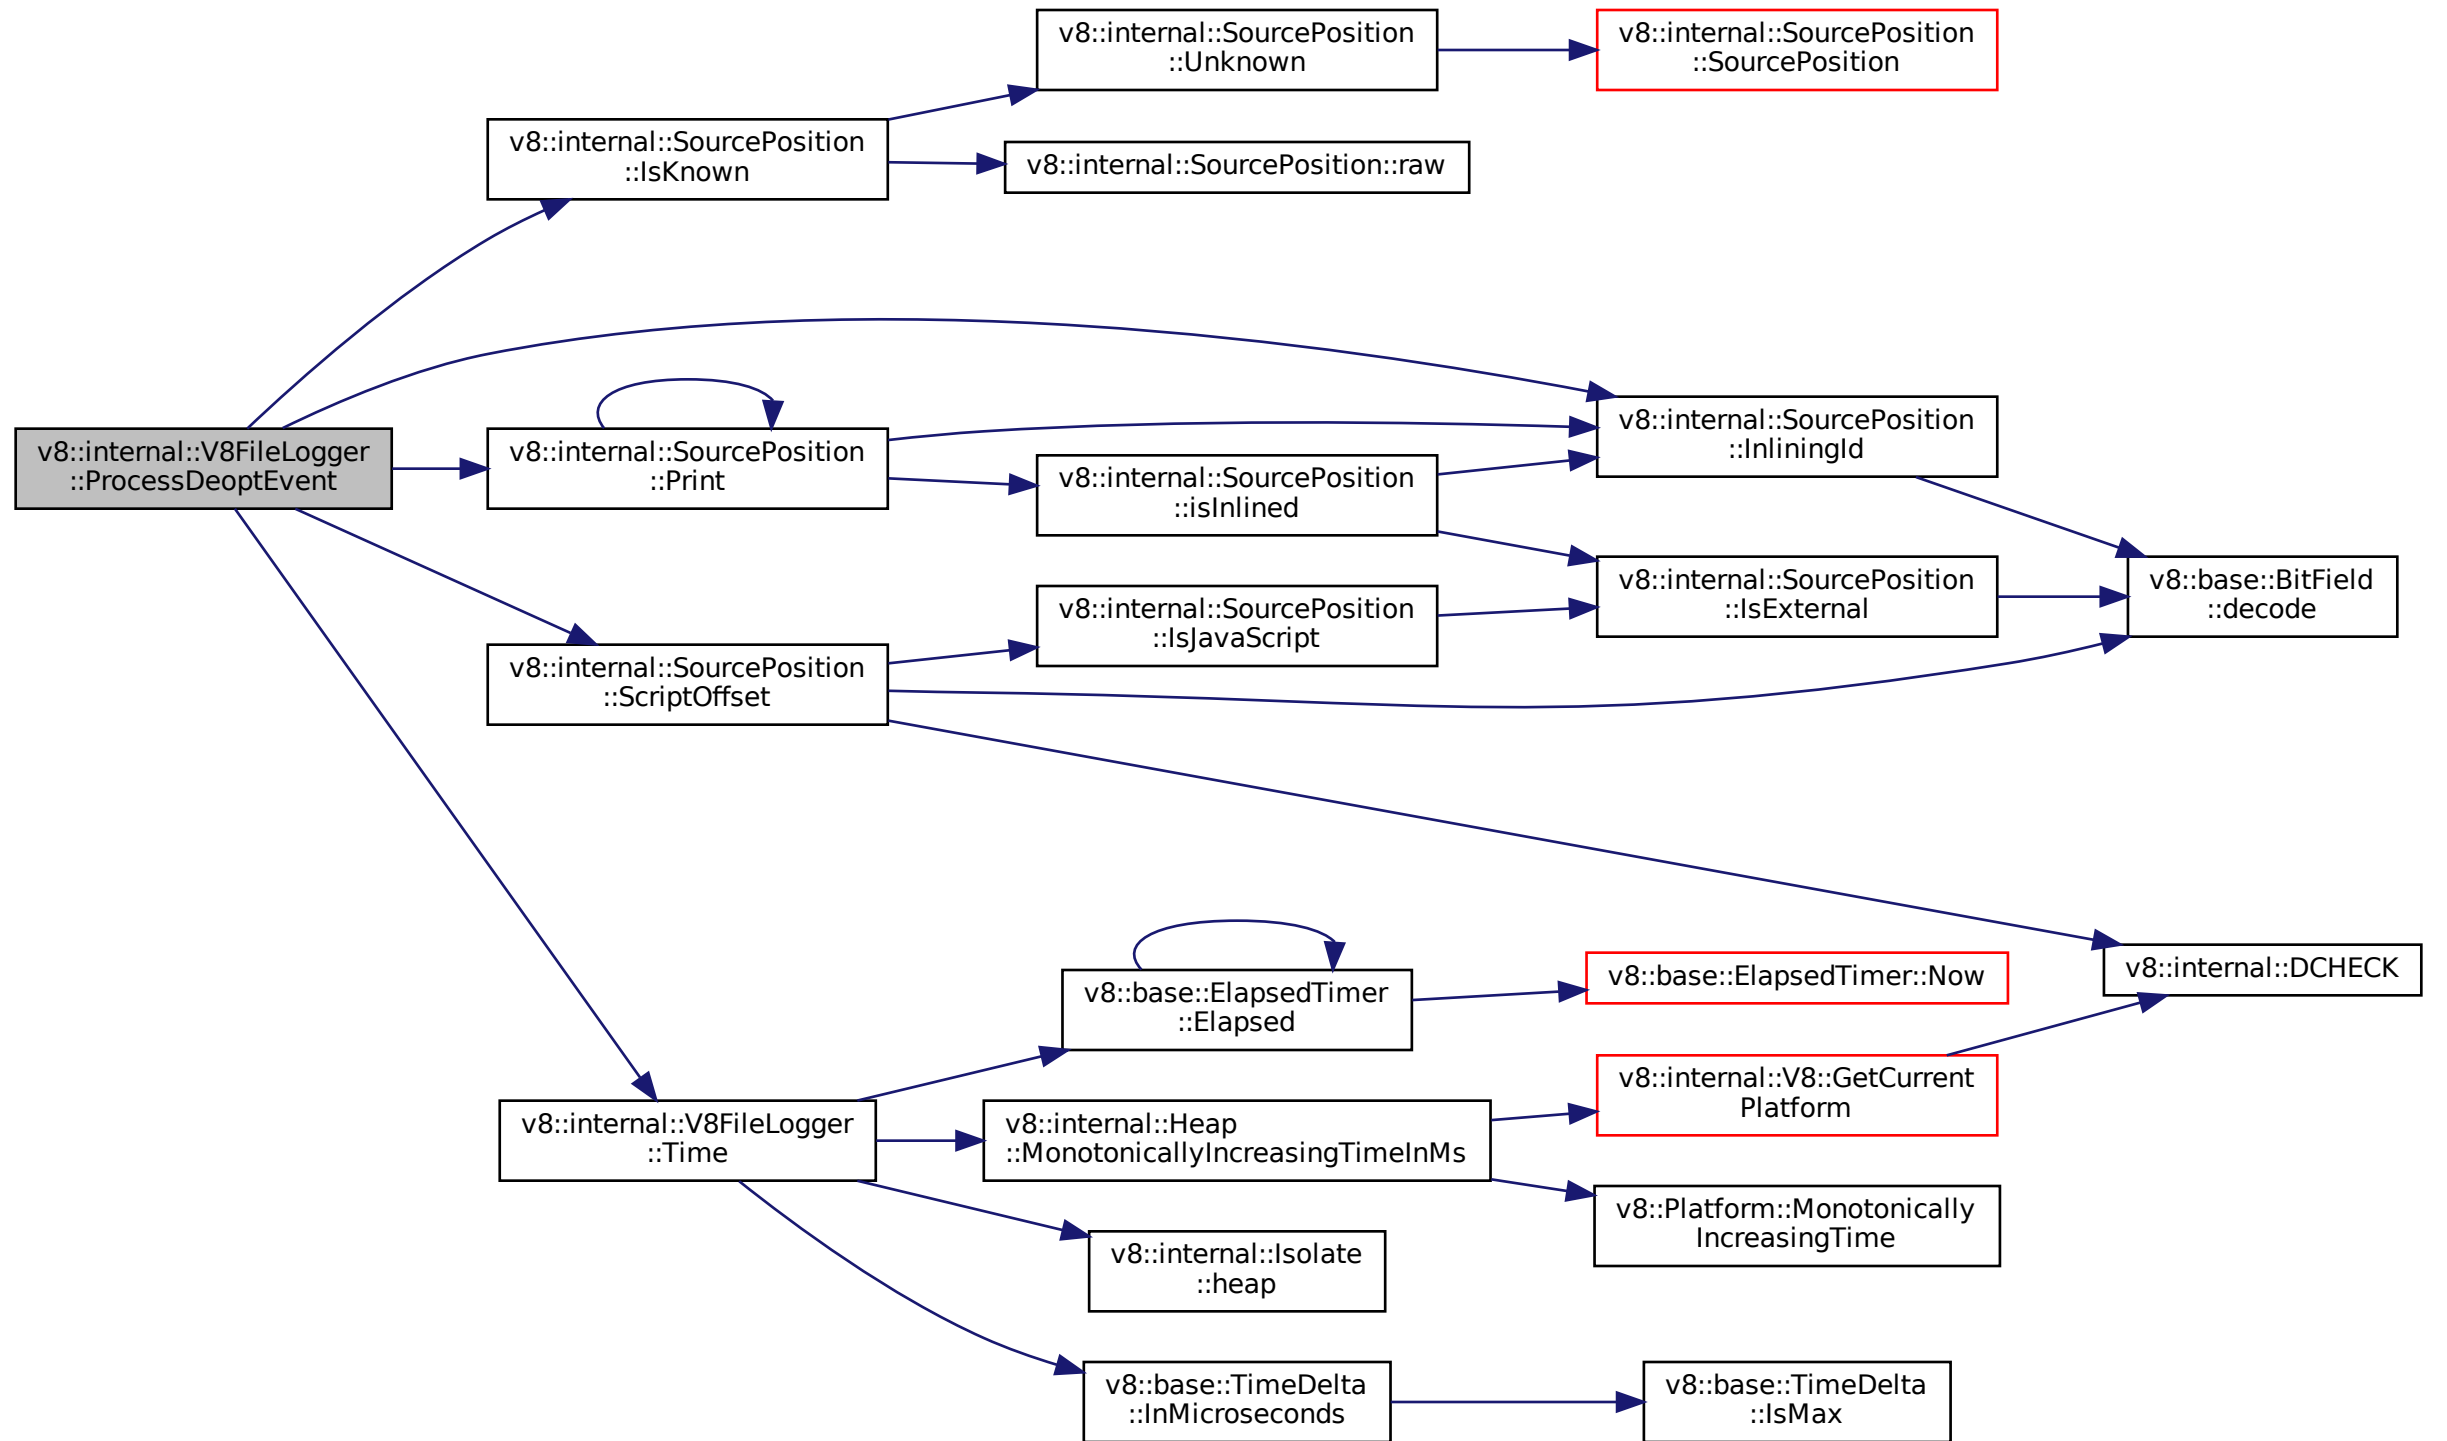 v8::internal::SourcePosition
::Unknown
v8::internal::SourcePosition
::SourcePosition
v8::internal::SourcePosition
::IsKnown
v8::internal::SourcePosition::raw
v8::internal::V8FileLogger
::ProcessDeoptEvent
v8::internal::SourcePosition
::Print
v8::internal::SourcePosition
::InliningId
v8::internal::SourcePosition
::isInlined
v8::internal::SourcePosition
::IsExternal
v8::base::BitField
::decode
v8::internal::SourcePosition
::IsJavaScript
v8::internal::SourcePosition
::ScriptOffset
v8::base::ElapsedTimer
::Elapsed
v8::base::ElapsedTimer::Now
v8::internal::DCHECK
v8::internal::V8::GetCurrent
Platform
v8::internal::V8FileLogger
::Time
v8::internal::Heap
::MonotonicallyIncreasingTimeInMs
v8::Platform::Monotonically
IncreasingTime
v8::internal::Isolate
::heap
v8::base::TimeDelta
::InMicroseconds
v8::base::TimeDelta
::IsMax